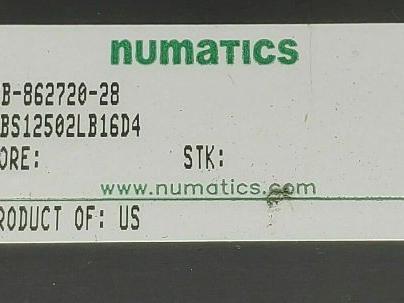 numatics
B-862720-28
BS12502LB16D4
ORE: STK:
www.numatics.com
RODUCT OF: US